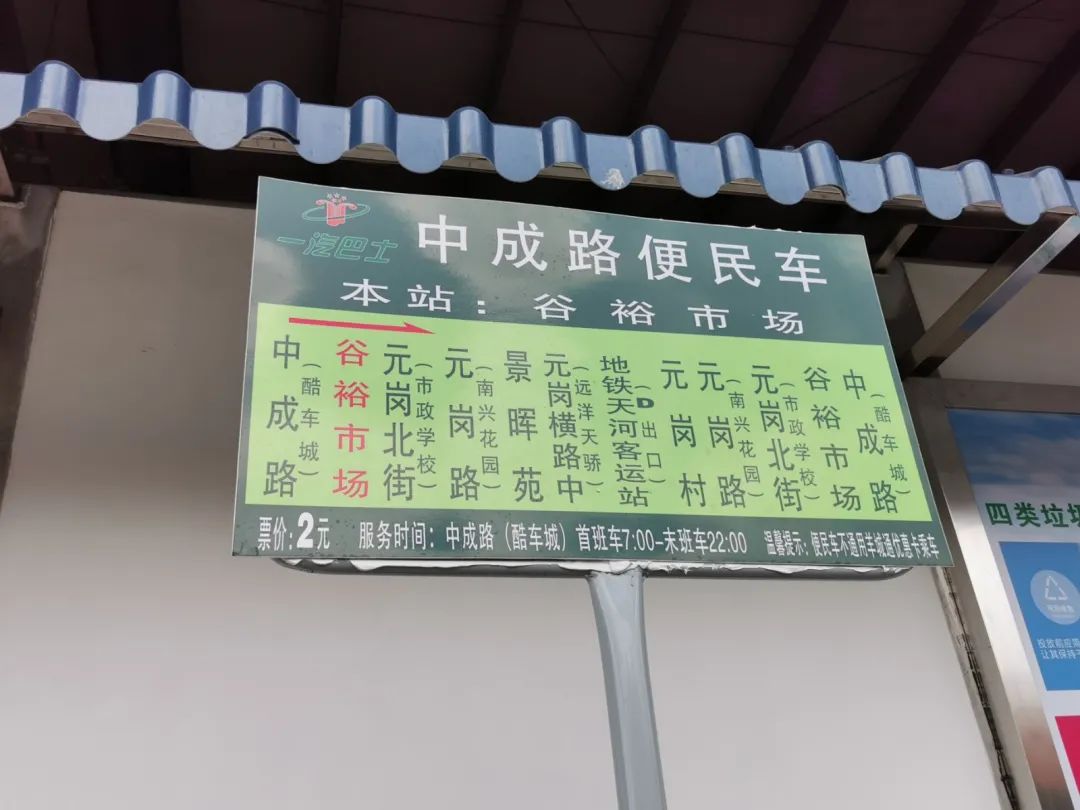 一汽巴士
中成路便民车
本站：谷裕市场
中成路（酷车城）
谷裕市场
元岗北街（市政学校）
元岗路（南兴花园）
景晖苑
元岗横路中（远洋天骄）
地铁天河客运站（D出口）
元岗村
元岗路（南兴花园）
元岗北街（市政学校）
谷裕市场
中成路（酷车城）
票价：2元 服务时间：中成路（酷车城）首班车7:00-末班车22:00 温馨提示：便民车不通用羊城通优惠卡乘车
四类垃圾